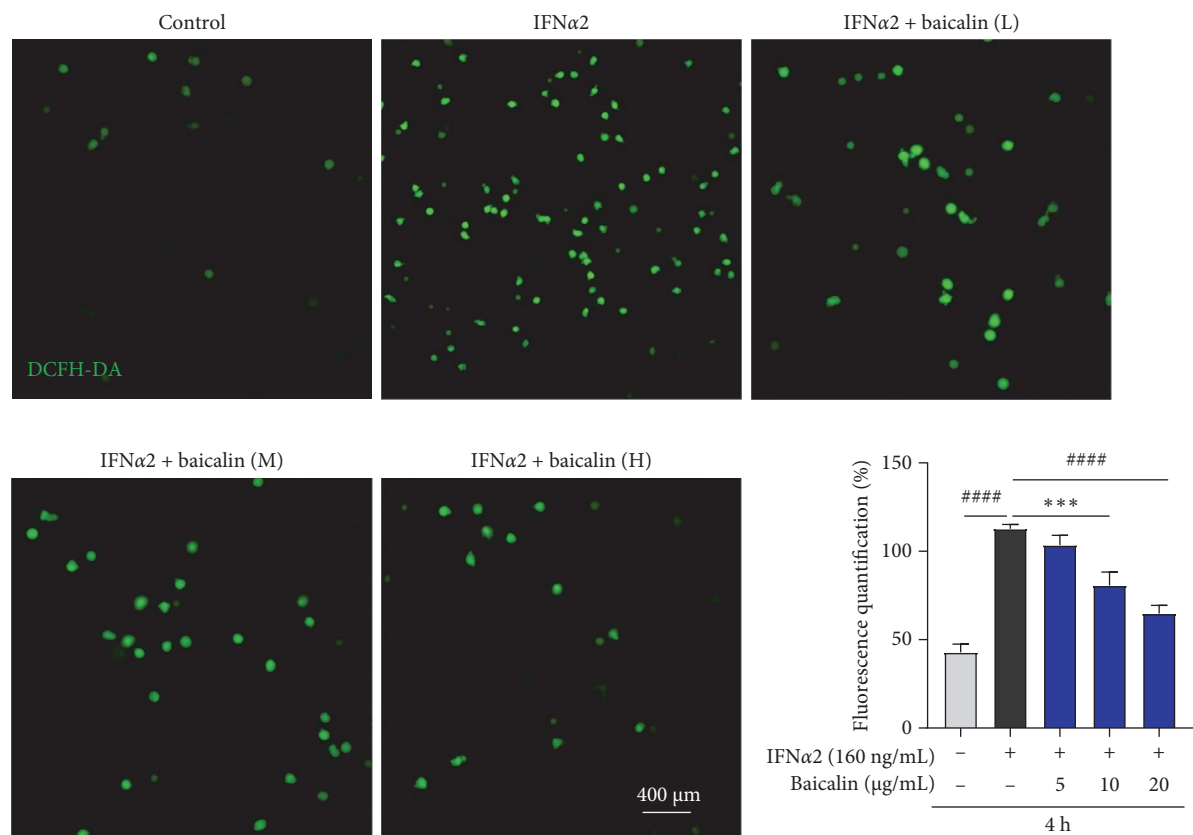 Control
IFNα2
IFNα2 + baicalin (L)
DCFH-DA
IFNα2 + baicalin (M)
IFNα2 + baicalin (H)
400 μm
Fluorescence quantification (%)
150
100
50
0
####
####
***
IFNα2 (160 ng/mL) – + + + +
Baicalin (μg/mL) – – 5 10 20
4 h